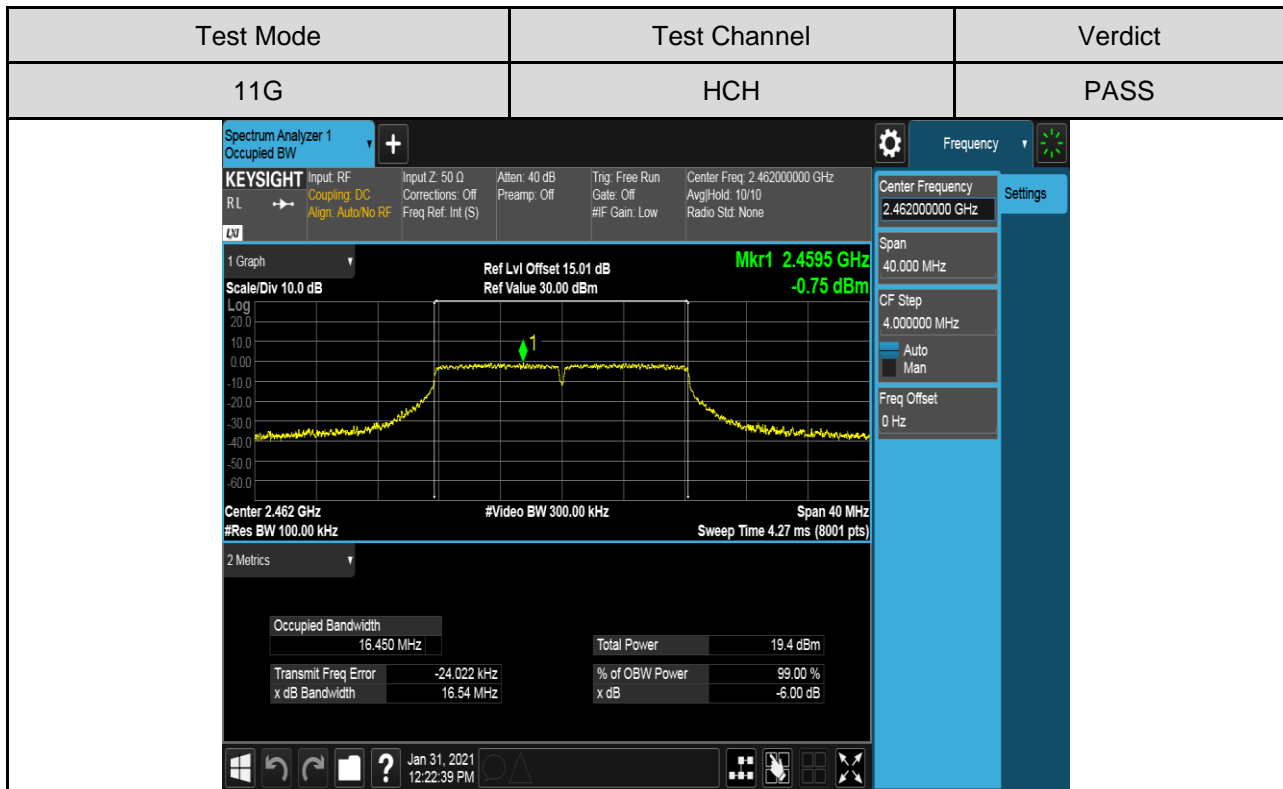 Test Mode Test Channel Verdict
11G HCH PASS
Spectrum Analyzer 1
Occupied BW
+
Frequency
KEYSIGHT Input: RF Input Z: 50 Ω Atten: 40 dB Trig: Free Run Center Freq: 2.462000000 GHz
Coupling: DC Corrections: Off Preamp: Off Gate: Off Avg|Hold: 10/10
RL Align: Auto/No RF Freq Ref: Int (S) #IF Gain: Low Radio Std: None
LXI
Center Frequency
2.462000000 GHz
Settings
Span
40.000 MHz
CF Step
4.000000 MHz
Auto
Man
Freq Offset
0 Hz
1 Graph Ref Lvl Offset 15.01 dB Mkr1 2.4595 GHz
Scale/Div 10.0 dB Ref Value 30.00 dBm -0.75 dBm
Log
20.0
10.0
1
0.00
-10.0
-20.0
-30.0
-40.0
-50.0
-60.0
Center 2.462 GHz #Video BW 300.00 kHz Span 40 MHz
#Res BW 100.00 kHz Sweep Time 4.27 ms (8001 pts)
2 Metrics
Occupied Bandwidth
16.450 MHz Total Power 19.4 dBm
Transmit Freq Error -24.022 kHz % of OBW Power 99.00 %
x dB Bandwidth 16.54 MHz x dB -6.00 dB
? Jan 31, 2021
12:22:39 PM